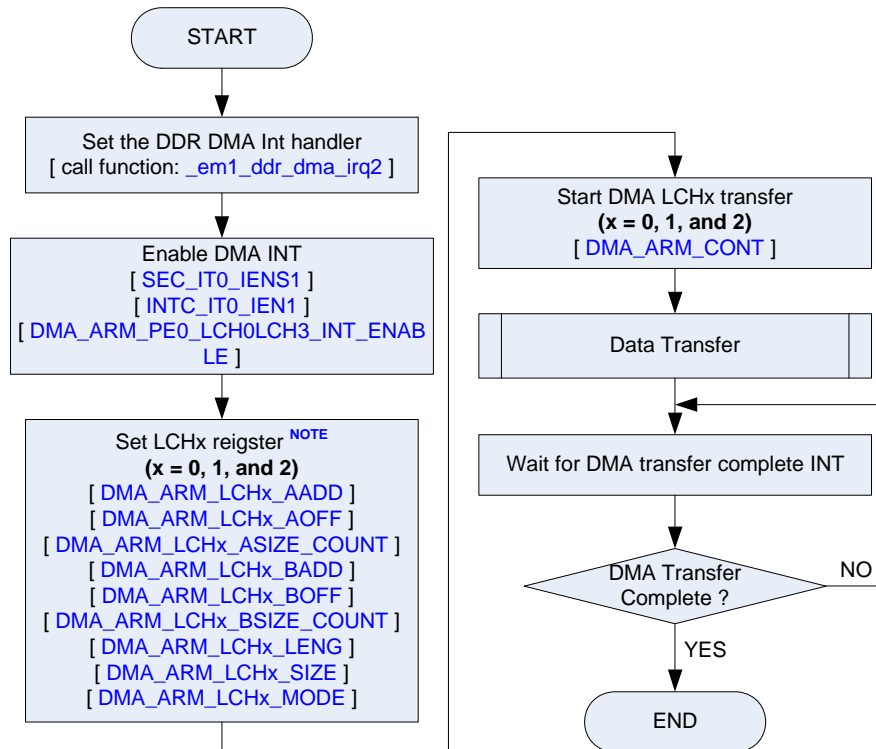 START
Set the DDR DMA Int handler
[ call function: _em1_ddr_dma_irq2 ]
Enable DMA INT
[ SEC_IT0_IENS1 ]
[ INTC_IT0_IEN1 ]
[ DMA_ARM_PE0_LCH0LCH3_INT_ENAB
LE ]
Set LCHx reigster NOTE
(x = 0, 1, and 2)
[ DMA_ARM_LCHx_AADD ]
[ DMA_ARM_LCHx_AOFF ]
[ DMA_ARM_LCHx_ASIZE_COUNT ]
[ DMA_ARM_LCHx_BADD ]
[ DMA_ARM_LCHx_BOFF ]
[ DMA_ARM_LCHx_BSIZE_COUNT ]
[ DMA_ARM_LCHx_LENG ]
[ DMA_ARM_LCHx_SIZE ]
[ DMA_ARM_LCHx_MODE ]
Start DMA LCHx transfer
(x = 0, 1, and 2)
[ DMA_ARM_CONT ]
Data Transfer
Wait for DMA transfer complete INT
DMA Transfer
Complete ?
NO
YES
END